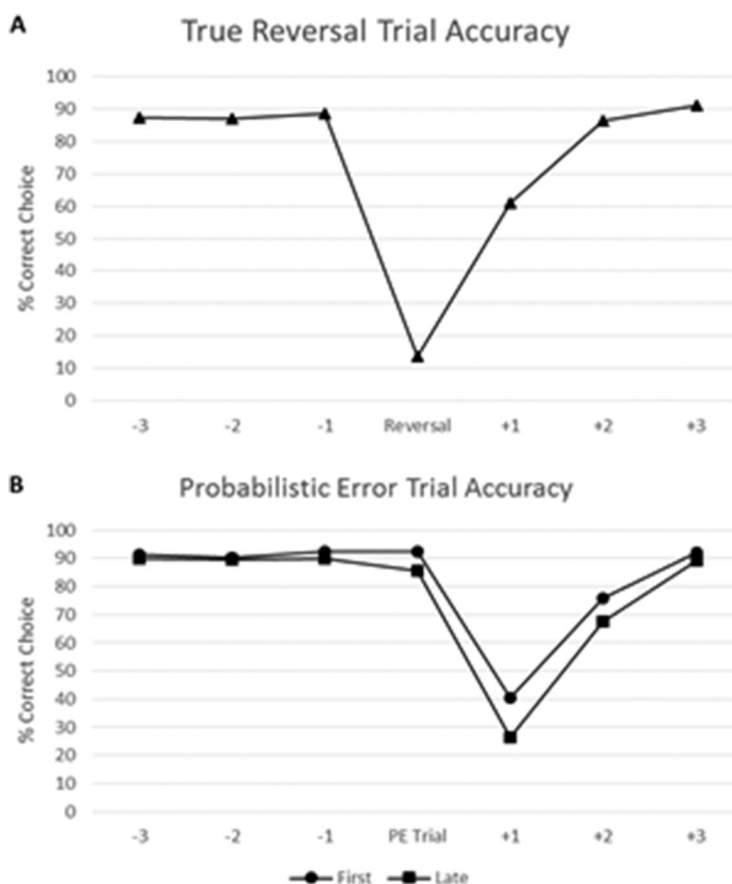 A
True Reversal Trial Accuracy
% Correct Choice
100
90
80
70
60
50
40
30
20
10
0
-3 -2 -1 Reversal +1 +2 +3
B
Probabilistic Error Trial Accuracy
% Correct Choice
100
90
80
70
60
50
40
30
20
10
0
-3 -2 -1 PE Trial +1 +2 +3
First Late